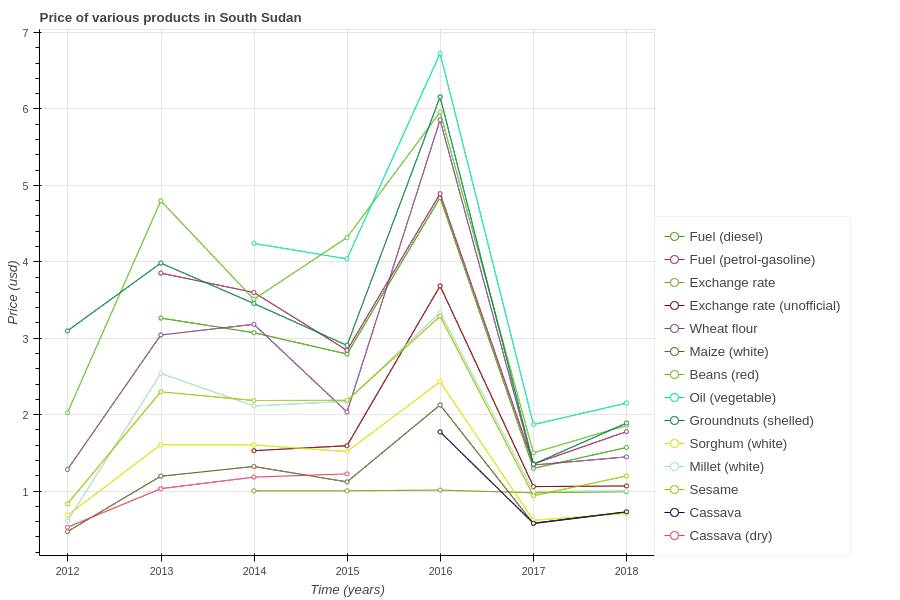 Price of various products in South Sudan
7
6
5
4
3
2
1
Price (usd)
2012 2013 2014 2015 2016 2017 2018
Time (years)
Fuel (diesel)
Fuel (petrol-gasoline)
Exchange rate
Exchange rate (unofficial)
Wheat flour
Maize (white)
Beans (red)
Oil (vegetable)
Groundnuts (shelled)
Sorghum (white)
Millet (white)
Sesame
Cassava
Cassava (dry)